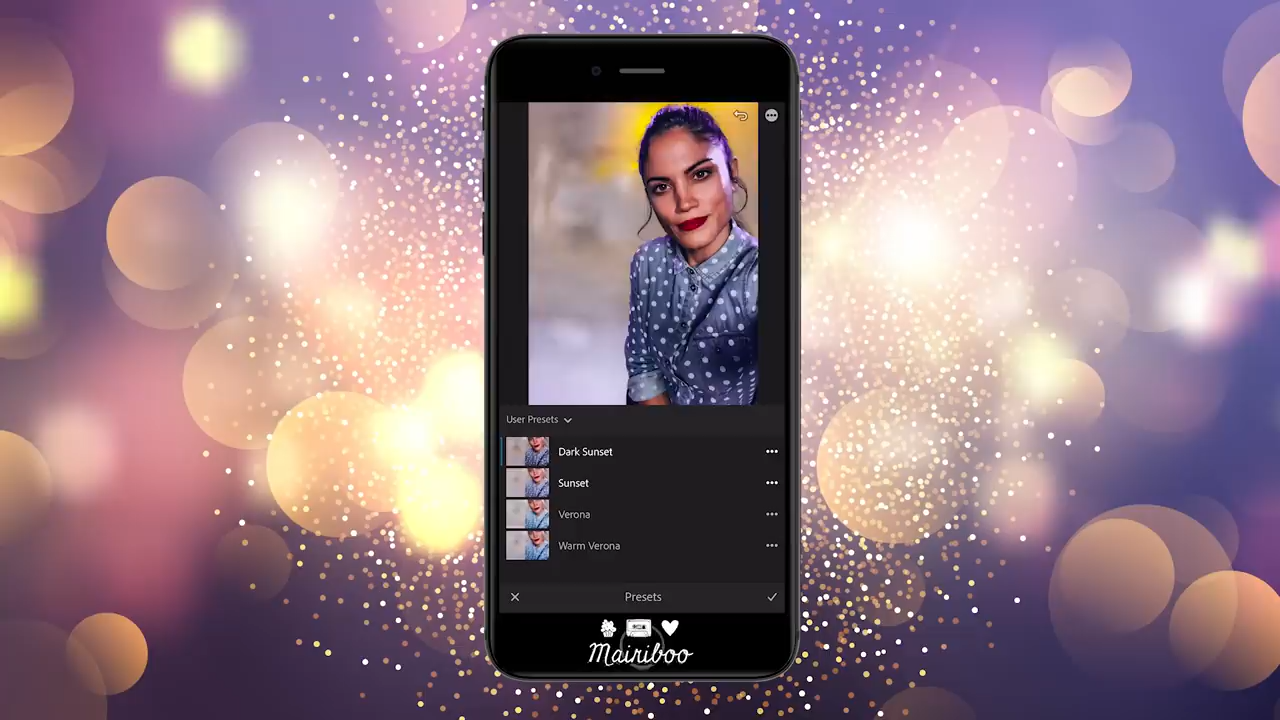 User Presets
Dark Sunset
Sunset
Verona
Warm Verona
Presets
Mairiboo